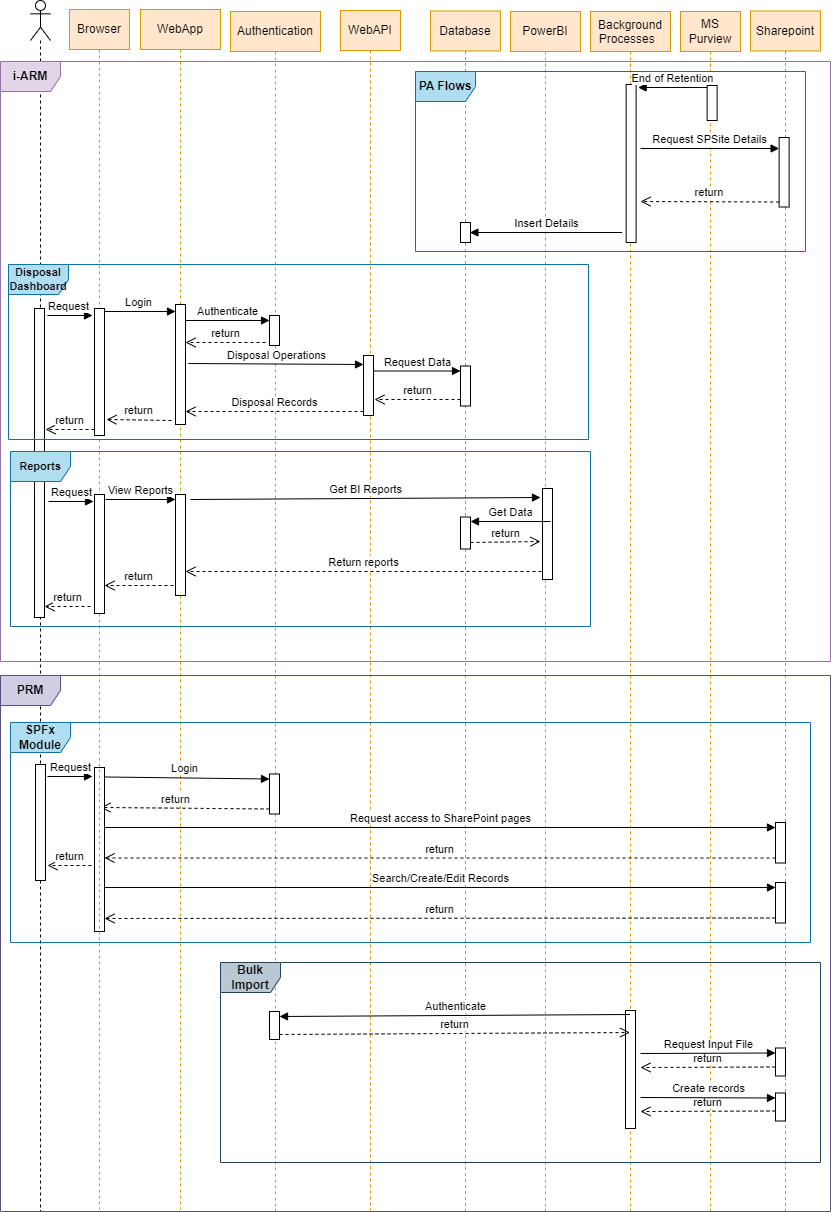 Browser
WebApp
Authentication
WebAPI
Database
PowerBI
Background
Processes
MS
Purview
Sharepoint
i-ARM
PA Flows
End of Retention
Request SPSite Details
return
Insert Details
Disposal
Dashboard
Request
Login
Authenticate
return
Disposal Operations
Request Data
return
Disposal Records
return
return
Reports
Request
View Reports
Get BI Reports
Get Data
return
Return reports
return
return
PRM
SPFx
Module
Request
Login
return
Request access to SharePoint pages
return
return
Search/Create/Edit Records
return
Bulk
Import
Authenticate
return
Request Input File
return
Create records
return